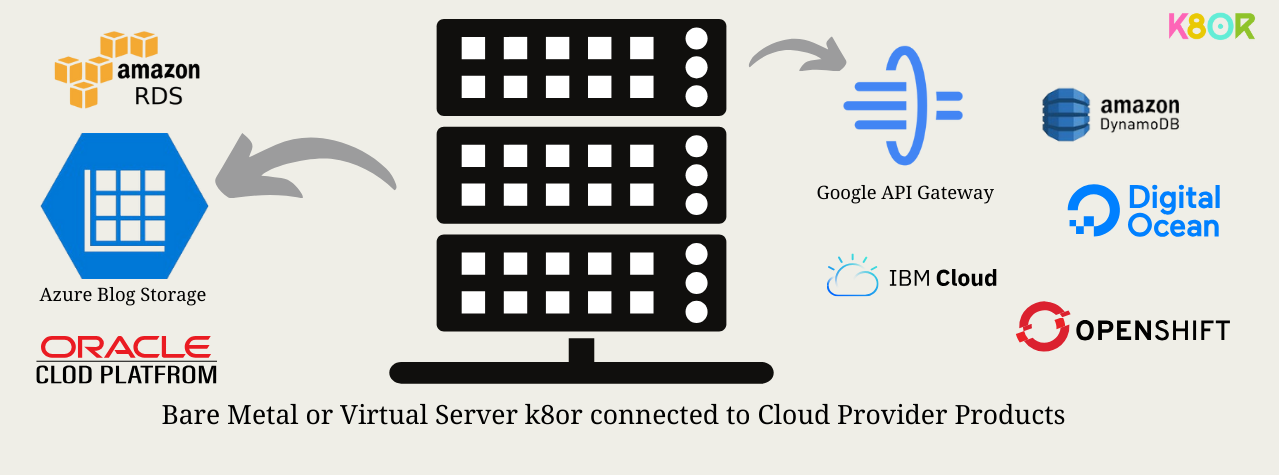 K8OR
amazon
RDS
Azure Blog Storage
ORACLE
CLOD PLATFROM
Google API Gateway
amazon
DynamoDB
Digital
Ocean
IBM Cloud
OPENSHIFT
Bare Metal or Virtual Server k8or connected to Cloud Provider Products